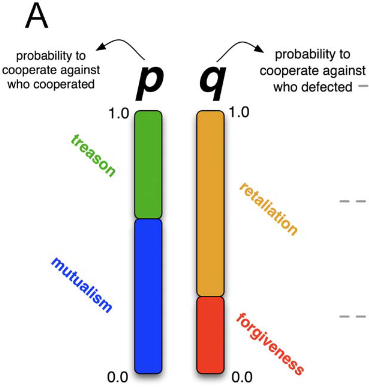 A
probability to
cooperate against
who cooperated
probability to
cooperate against
who defected
p q
1.0 1.0
treason
retaliation
mutualism
forgiveness
0.0 0.0